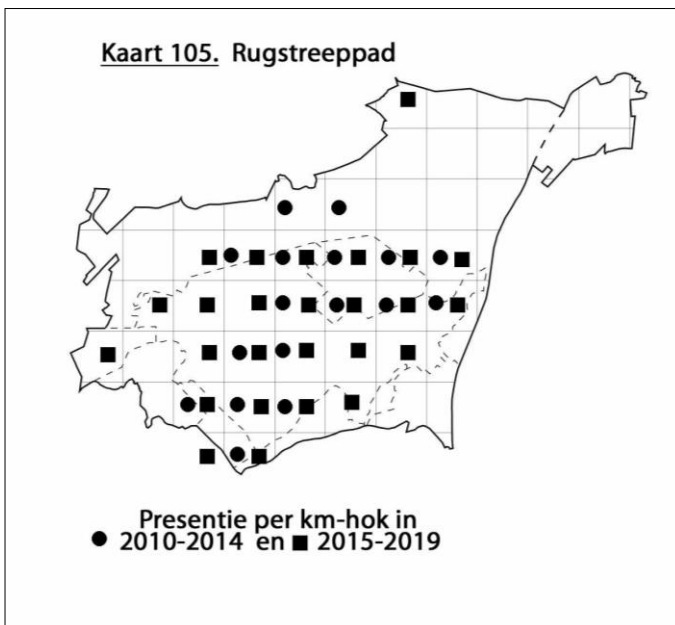 Kaart 105. Rugstreeppad
Presentie per km-hok in
2010-2014 en 2015-2019